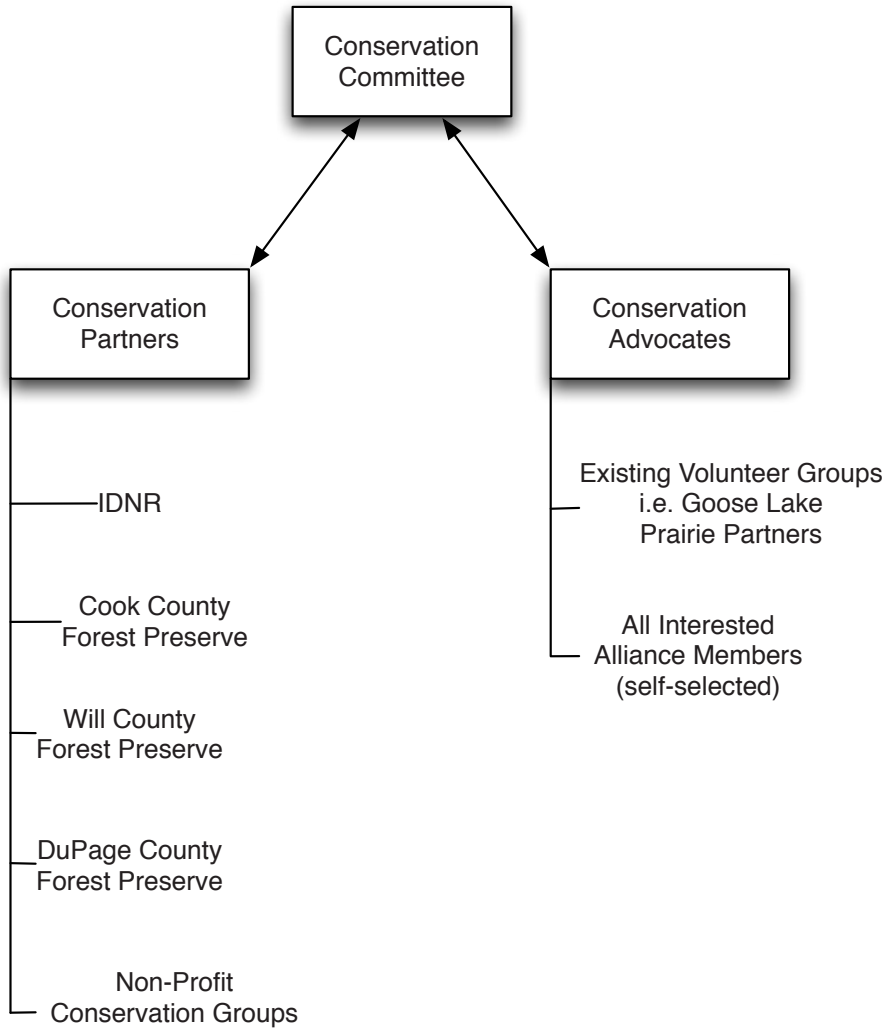 Conservation
Committee
Conservation
Partners
Conservation
Advocates
IDNR
Cook County
Forest Preserve
Will County
Forest Preserve
DuPage County
Forest Preserve
Non-Profit
Conservation Groups
Existing Volunteer Groups
i.e. Goose Lake
Prairie Partners
All Interested
Alliance Members
(self-selected)